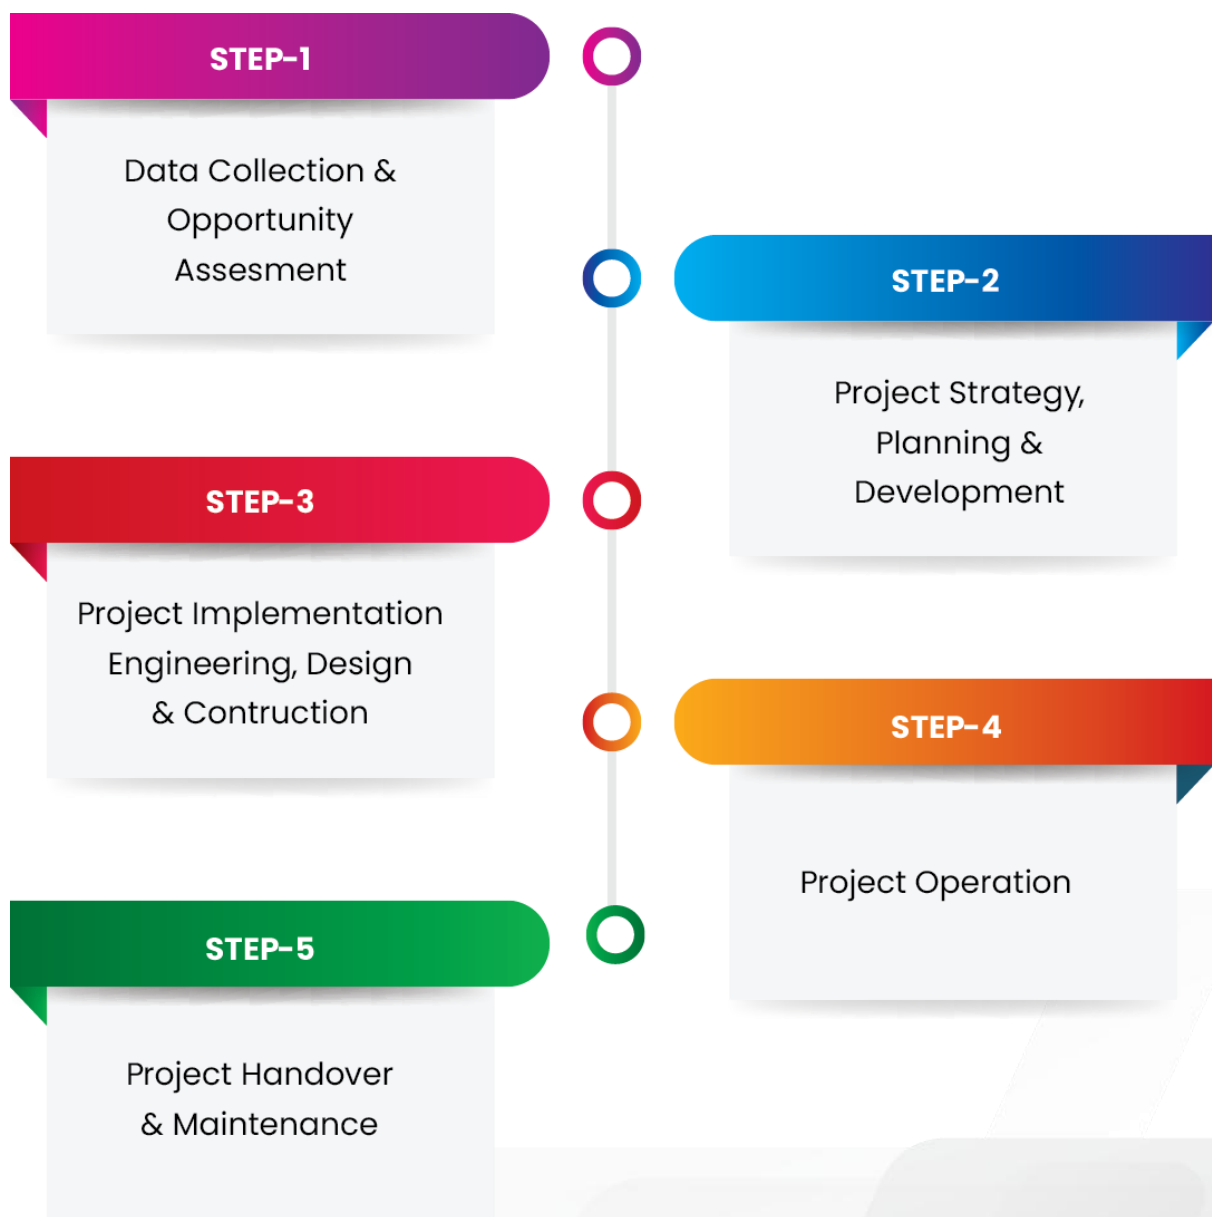 STEP-1
Data Collection &
Opportunity
Assesment
STEP-2
Project Strategy,
Planning &
Development
STEP-3
Project Implementation
Engineering, Design
& Contruction
STEP-4
Project Operation
STEP-5
Project Handover
& Maintenance